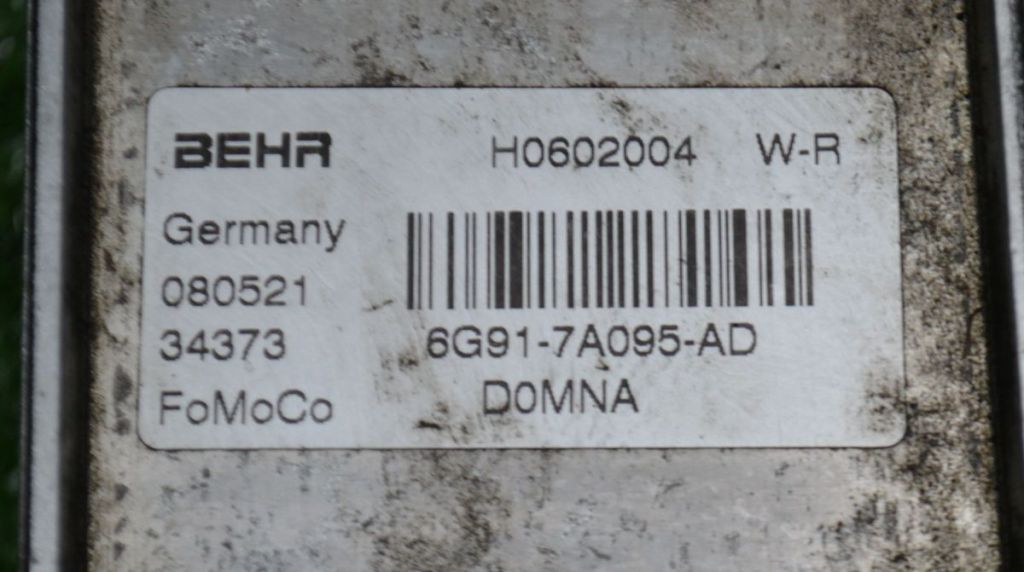 BEHR H0602004 W-R
Germany
080521
34373 6G91-7A095-AD
FoMoCo D0MNA